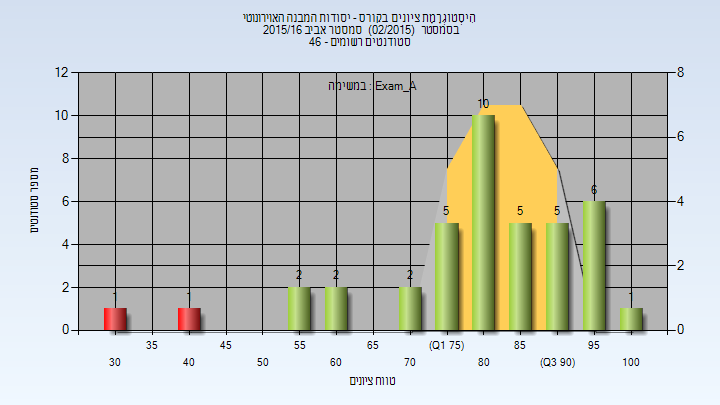 היסטוגרמת ציונים בקורס - יסודות המבנה האוירונוטי
בסמסטר (02/2015) סמסטר אביב 2015/16
סטודנטים רשומים - 46
במשימה : Exam_A
12 10 8 6 4 2 0
8 6 4 2 0
מספר סטודנטים
1 1 2 2 2 5 10 5 5 6 1
35 45 55 65 (Q1 75) 85 95
30 40 50 60 70 80 (Q3 90) 100
טווח ציונים